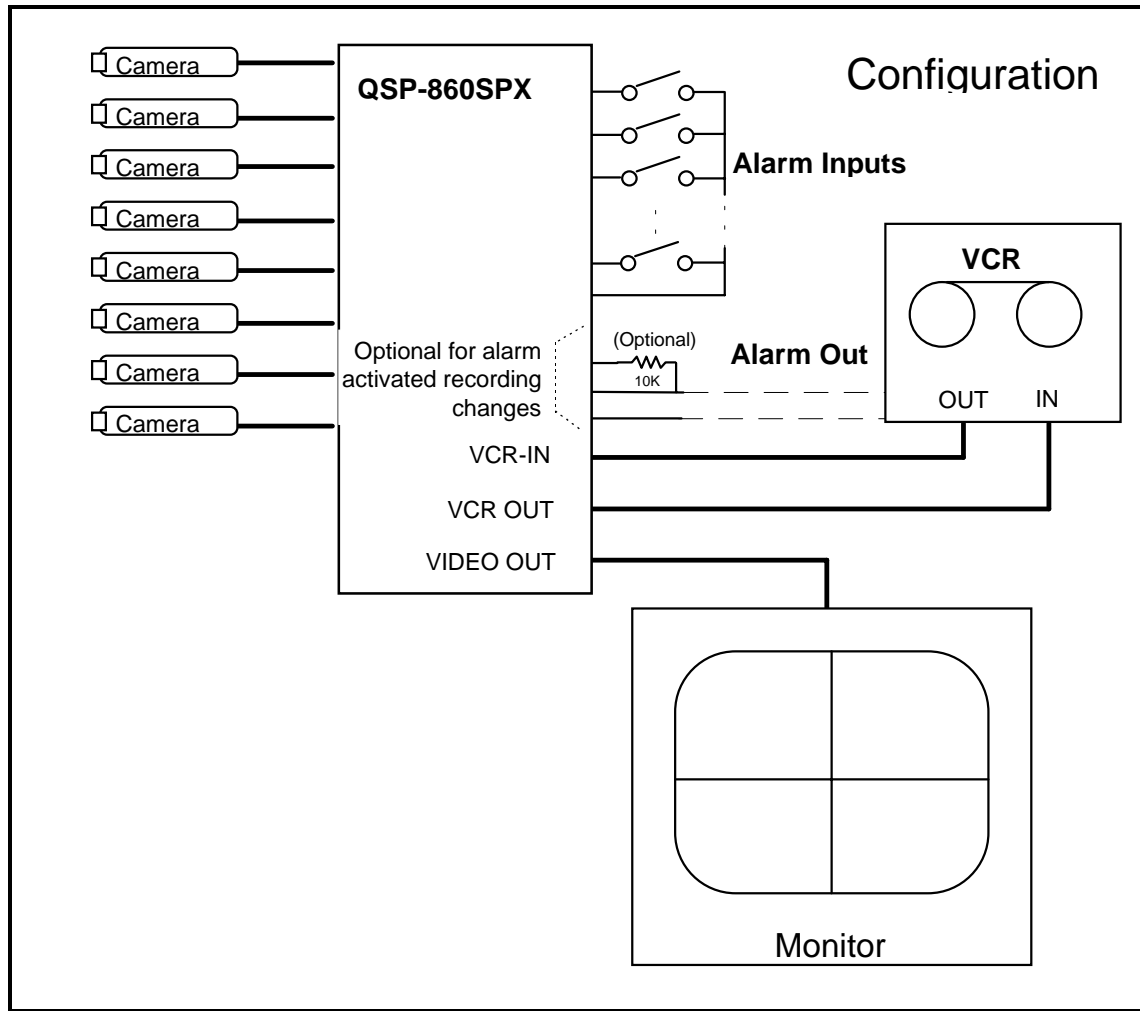 Configuration
QSP-860SPX
Camera
Camera
Camera
Camera
Camera
Camera
Camera
Camera
Alarm Inputs
VCR
OUT IN
(Optional)
10K
Alarm Out
Optional for alarm
activated recording
changes
VCR-IN
VCR OUT
VIDEO OUT
Monitor